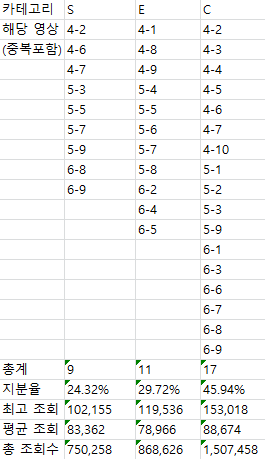 카테고리 S E C
해당 영상 4-2 4-1 4-2
(중복포함) 4-6 4-8 4-3
4-7 4-9 4-4
5-3 5-4 4-5
5-5 5-5 4-6
5-7 5-6 4-7
5-9 5-7 4-10
6-8 5-8 5-1
6-9 6-2 5-2
6-4 5-3
6-5 5-9
6-1
6-3
6-6
6-7
6-8
6-9
총계 9 11 17
지분율 24.32% 29.72% 45.94%
최고 조회 102,155 119,536 153,018
평균 조회 83,362 78,966 88,674
총 조회수 750,258 868,626 1,507,458